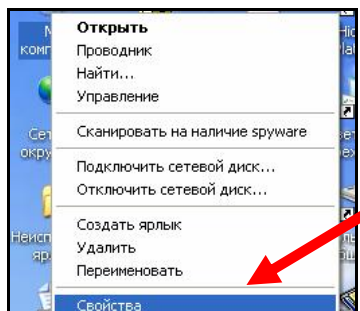 Открыть
Проводник
Найти...
Управление
Сканировать на наличие spyware
Подключить сетевой диск...
Отключить сетевой диск...
Создать ярлык
Удалить
Переименовать
Свойства